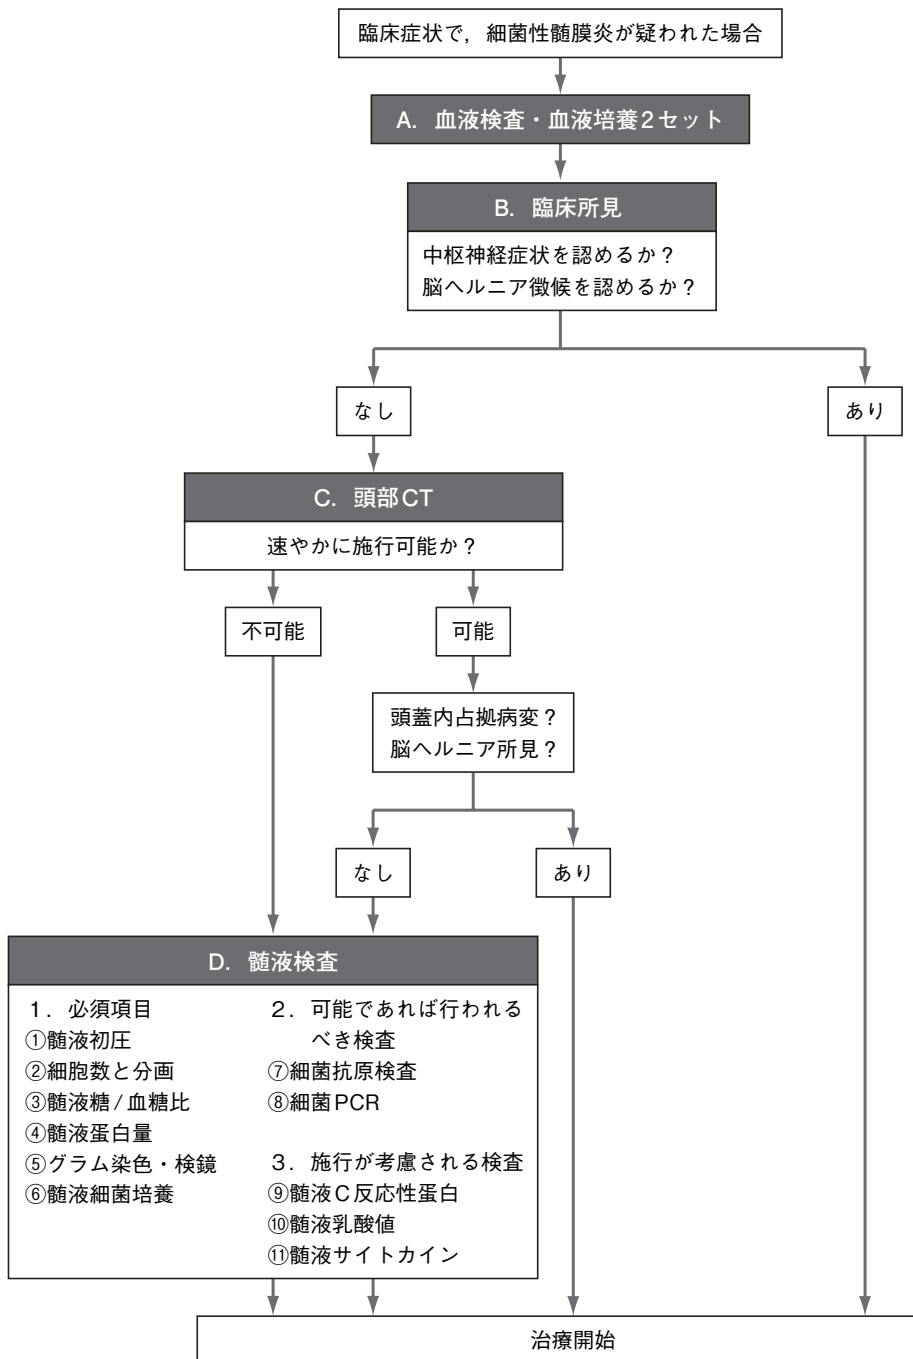 臨床症状で，細菌性髄膜炎が疑われた場合
A．血液検査・血液培養2セット
B．臨床所見
中枢神経症状を認めるか？
脳ヘルニア徴候を認めるか？
なし
あり
C．頭部CT
速やかに施行可能か？
不可能
可能
頭蓋内占拠病変？
脳ヘルニア所見？
なし
あり
D．髄液検査
1．必須項目
①髄液初圧
②細胞数と分画
③髄液糖/血糖比
④髄液蛋白量
⑤グラム染色・検鏡
⑥髄液細菌培養
2．可能であれば行われる
べき検査
⑦細菌抗原検査
⑧細菌PCR
3．施行が考慮される検査
⑨髄液C反応性蛋白
⑩髄液乳酸値
⑪髄液サイトカイン
治療開始